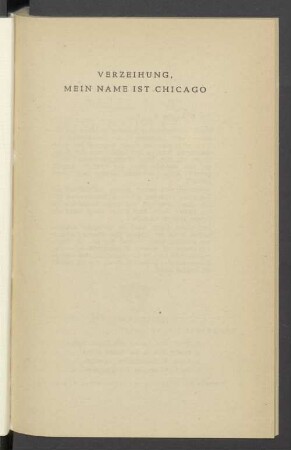 VERZEIHUNG,
MEIN NAME IST CHICAGO